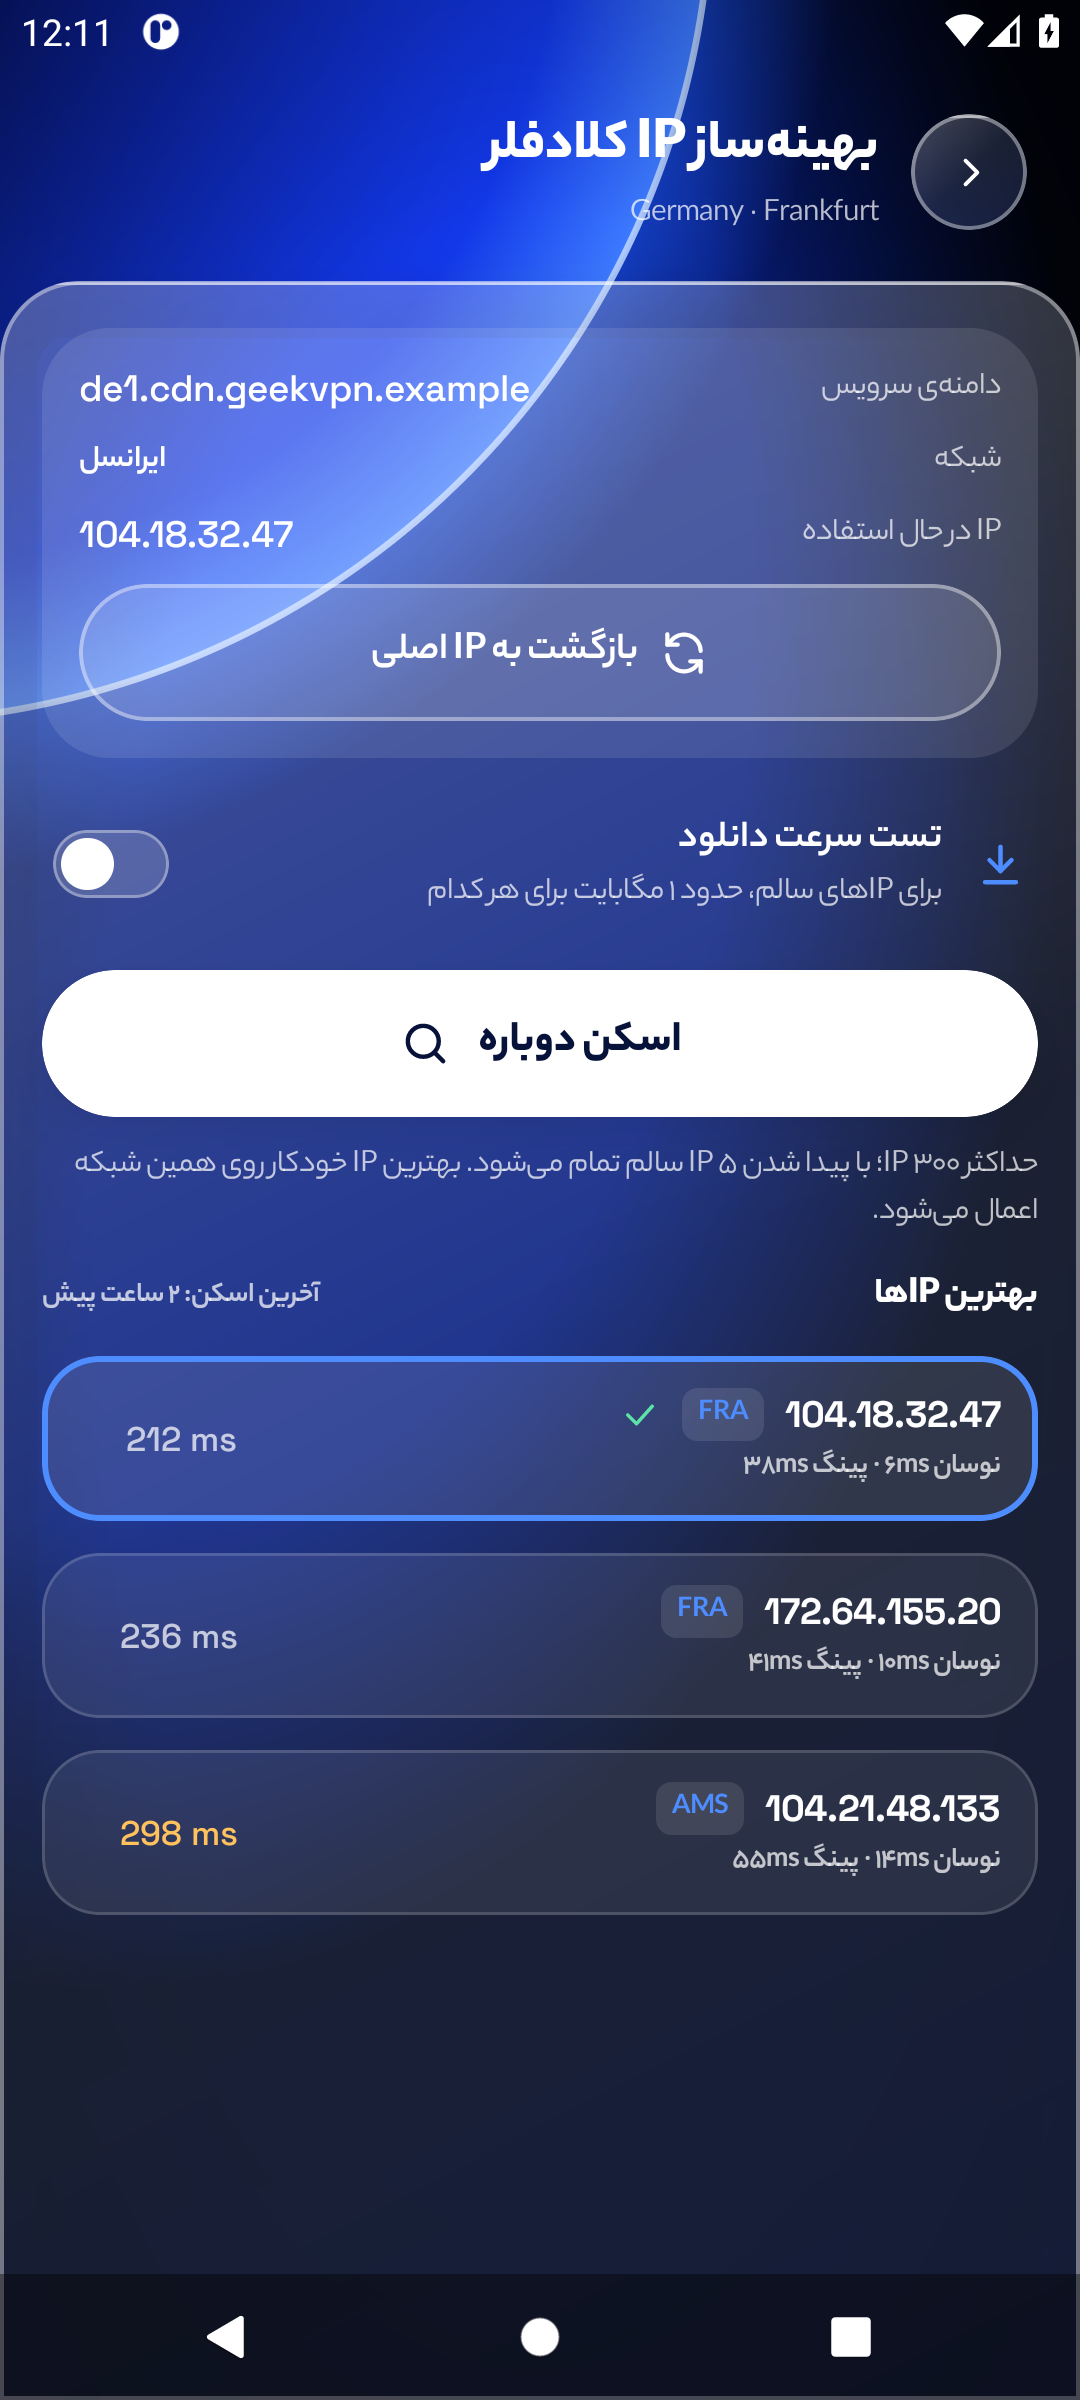 12:11
بهینه‌ساز IP کلادفلر
Germany · Frankfurt
دامنه‌ی سرویس
de1.cdn.geekvpn.example
شبکه
ایرانسل
IP در حال استفاده
104.18.32.47
بازگشت به IP اصلی
تست سرعت دانلود
برای IPهای سالم، حدود ۱ مگابایت برای هر کدام
اسکن دوباره
حداکثر ۳۰۰ IP؛ با پیدا شدن ۵ IP سالم تمام می‌شود. بهترین IP خودکار روی همین شبکه
اعمال می‌شود.
بهترین IPها
آخرین اسکن: ۲ ساعت پیش
104.18.32.47 FRA
212 ms
نوسان ۶ms · پینگ ۳۸ms
172.64.155.20 FRA
236 ms
نوسان ۱۰ms · پینگ ۴۱ms
104.21.48.133 AMS
298 ms
نوسان ۱۴ms · پینگ ۵۵ms